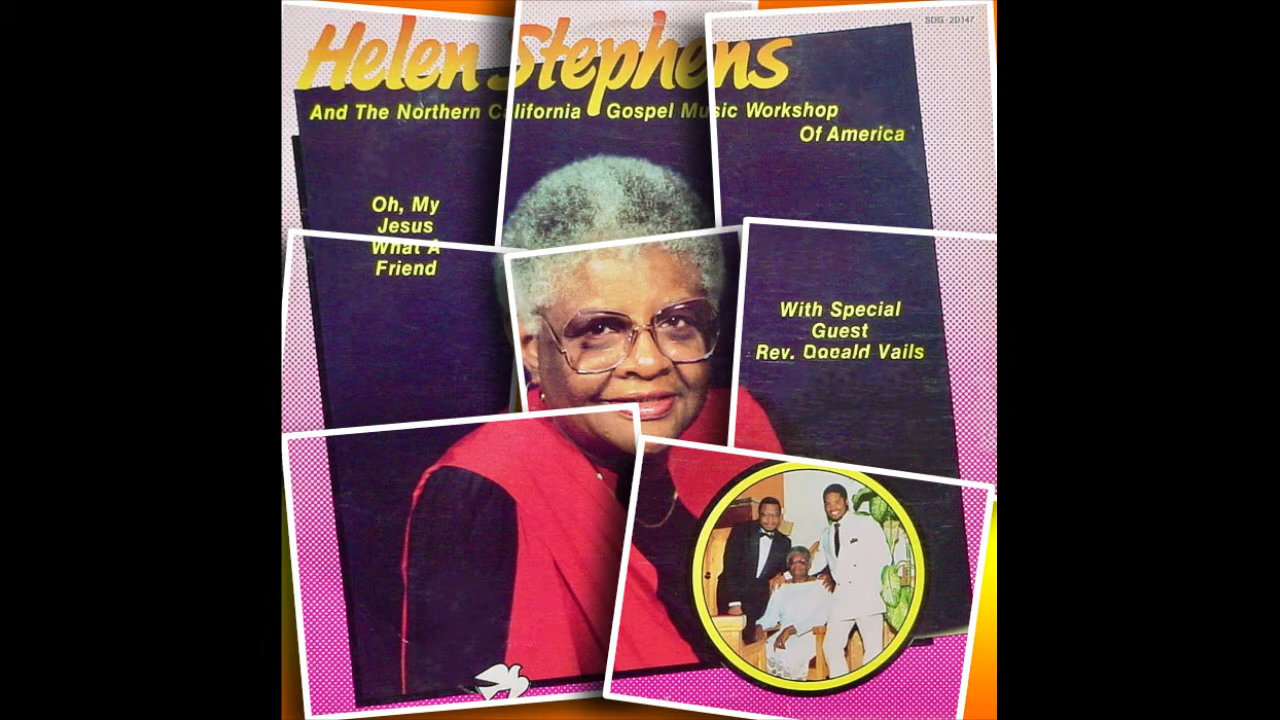 SDG - 20147
Helen Stephens
And The Northern California Gospel Music Workshop
Of America
Oh, My
Jesus
What A
Friend
With Special
Guest
Rev. Donald Vails